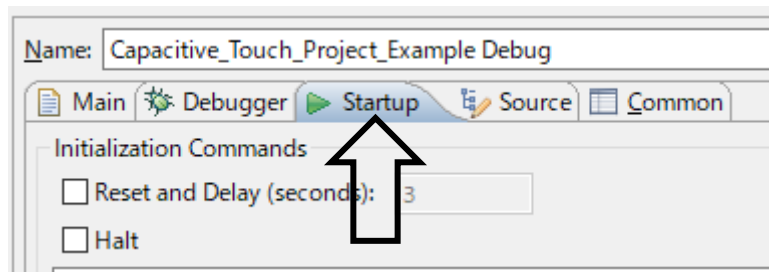 Name: Capacitive_Touch_Project_Example Debug
Main Debugger Startup Source Common
Initialization Commands
Reset and Delay (seconds): 3
Halt